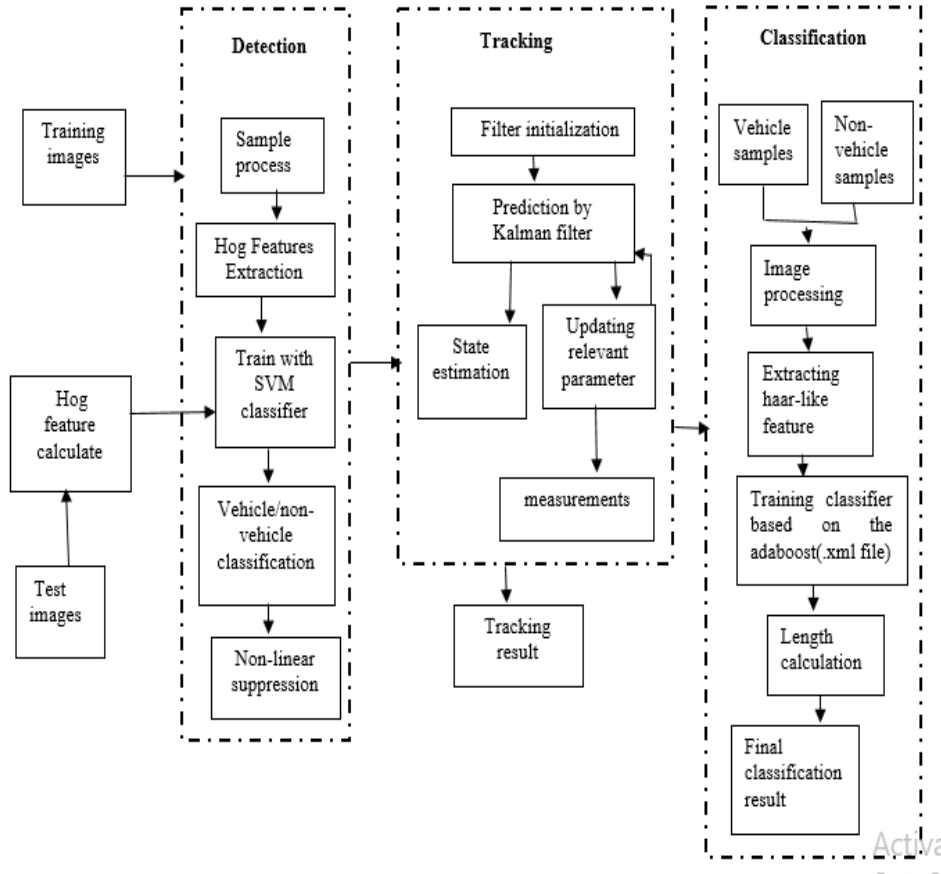 Detection
Training
images
Sample
process
Hog Features
Extraction
Train with
SVM
classifier
Hog
feature
calculate
Vehicle/non-
vehicle
classification
Test
images
Non-linear
suppression
Tracking
Filter initialization
Prediction by
Kalman filter
State
estimation
Updating
relevant
parameter
measurements
Tracking
result
Classification
Vehicle
samples
Non-
vehicle
samples
Image
processing
Extracting
haar-like
feature
Training classifier
based on the
adaboost(.xml file)
Length
calculation
Final
classification
result